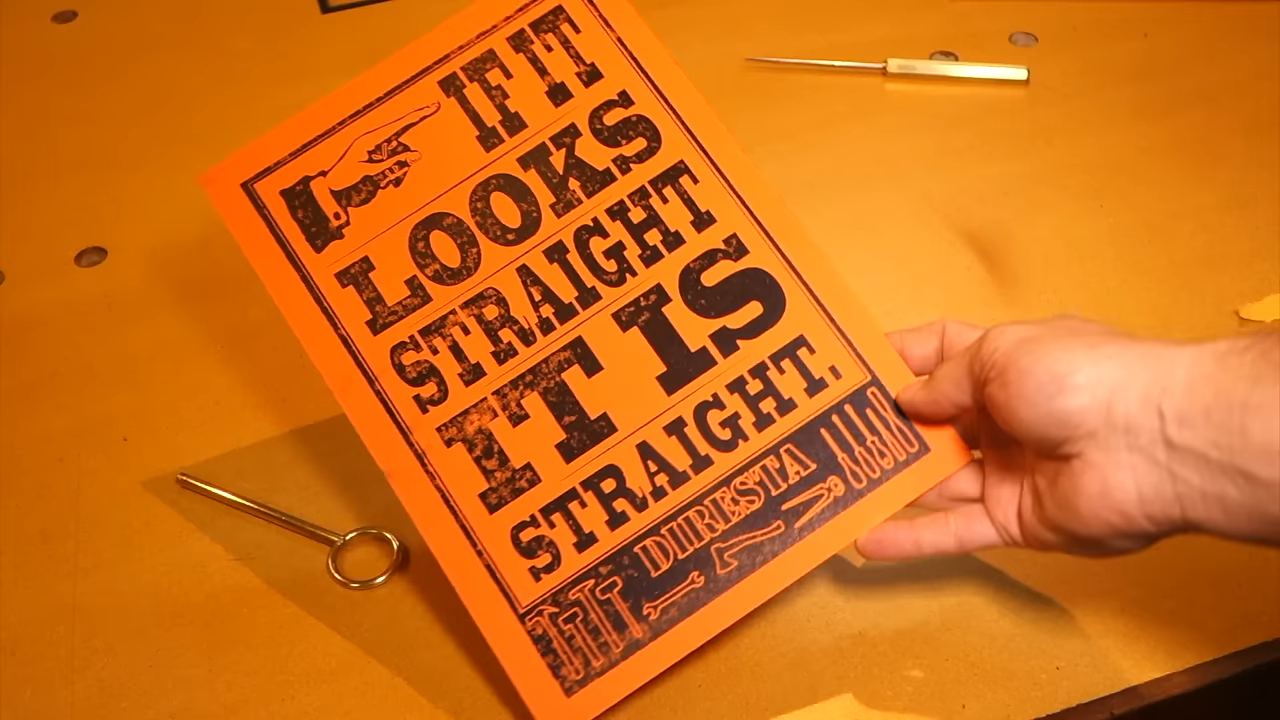 IF IT
LOOKS
STRAIGHT
IT IS
STRAIGHT.
DIRESTA